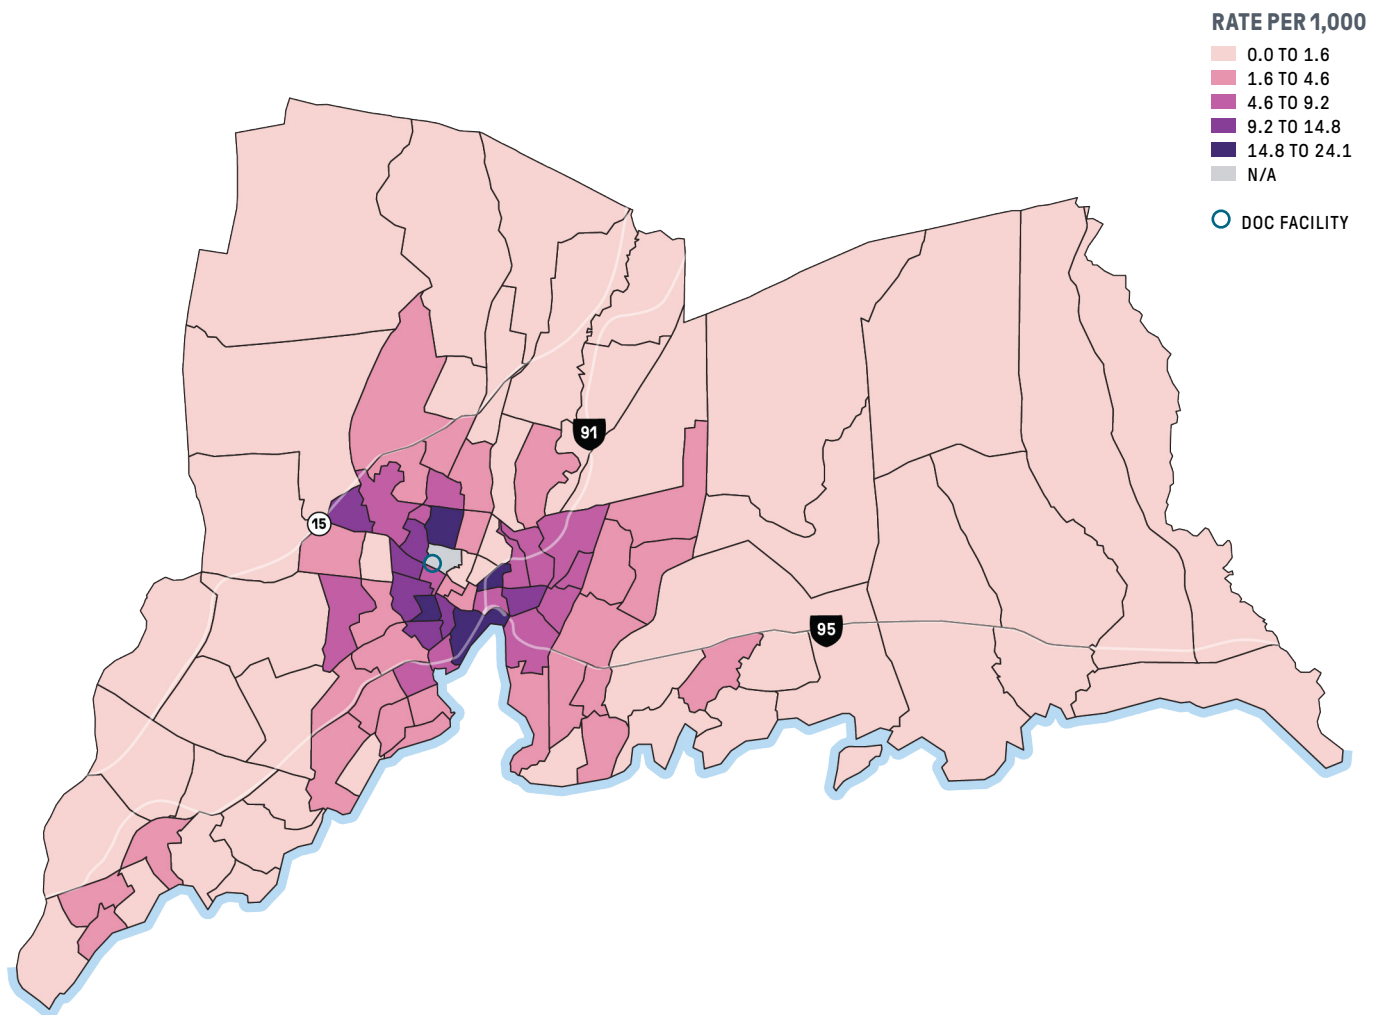 RATE PER 1,000
0.0 TO 1.6
1.6 TO 4.6
4.6 TO 9.2
9.2 TO 14.8
14.8 TO 24.1
N/A
DOC FACILITY
91
15
95